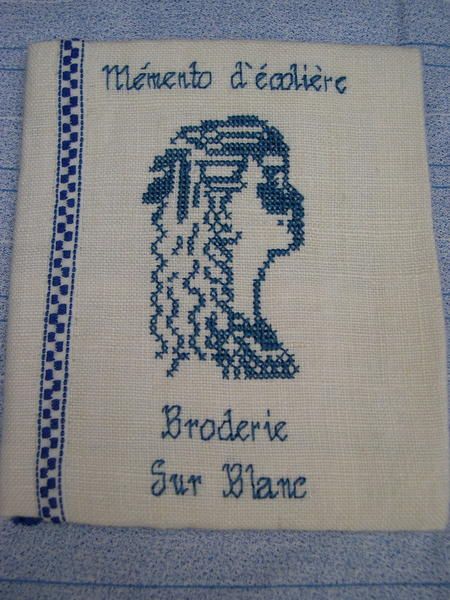 Mémento d'écolière
Broderie
Sur Blanc